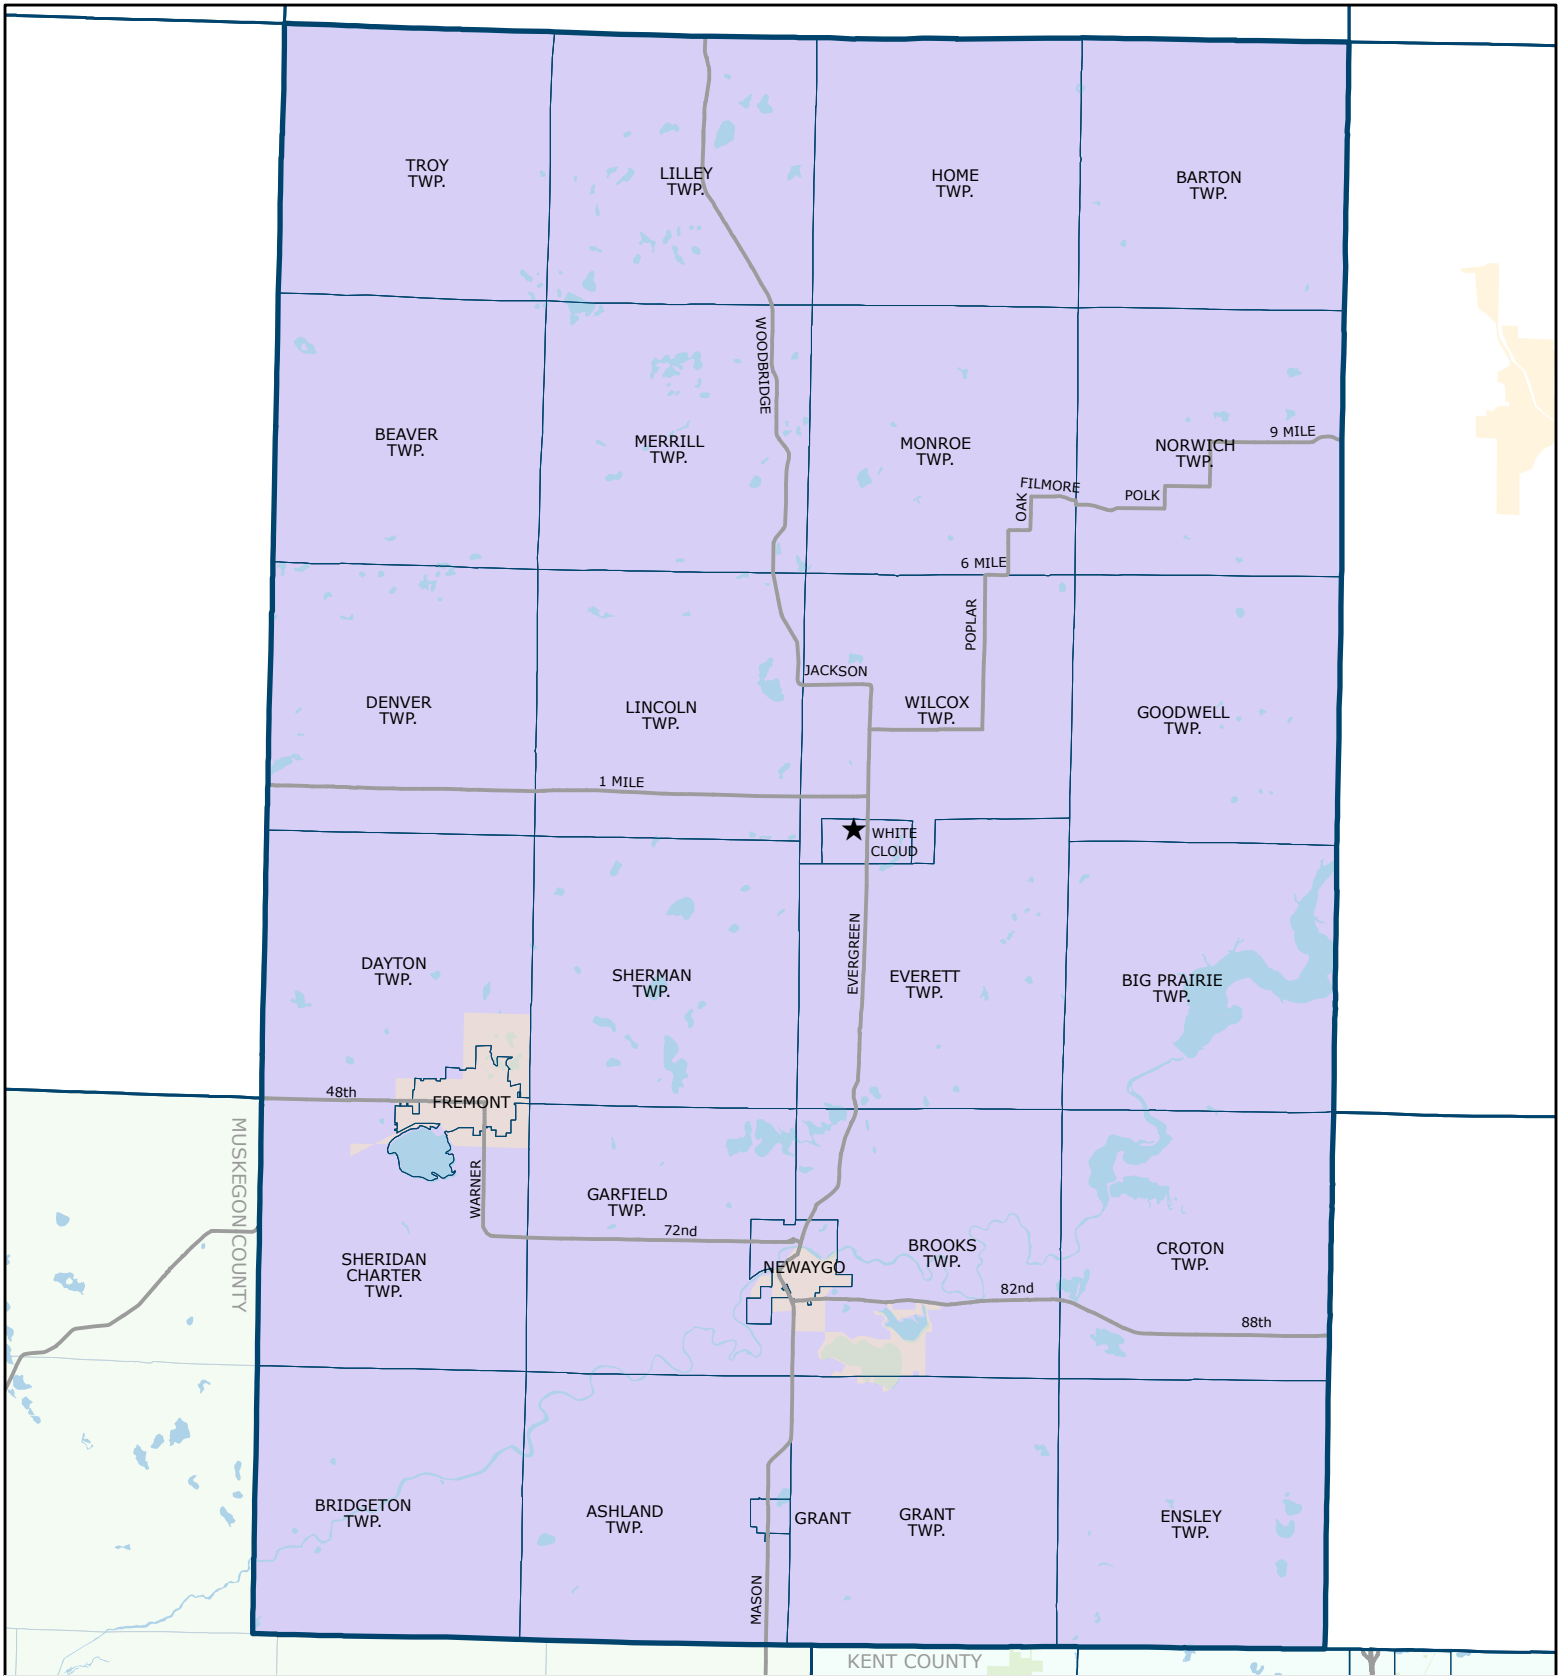 TROY
TWP.
LILLEY
TWP.
HOME
TWP.
BARTON
TWP.
WOODBRIDGE
BEAVER
TWP.
MERRILL
TWP.
MONROE
TWP.
NORWICH
TWP.
9 MILE
FILMORE
POLK
OAK
6 MILE
POPLAR
JACKSON
DENVER
TWP.
LINCOLN
TWP.
WILCOX
TWP.
GOODWELL
TWP.
1 MILE
WHITE
CLOUD
EVERGREEN
DAYTON
TWP.
SHERMAN
TWP.
EVERETT
TWP.
BIG PRAIRIE
TWP.
48th
FREMONT
MUSKEGON COUNTY
WARNER
GARFIELD
TWP.
72nd
SHERIDAN
CHARTER
TWP.
NEWAYGO
BROOKS
TWP.
CROTON
TWP.
82nd
88th
BRIDGETON
TWP.
ASHLAND
TWP.
GRANT
GRANT
TWP.
ENSLEY
TWP.
MASON
KENT COUNTY